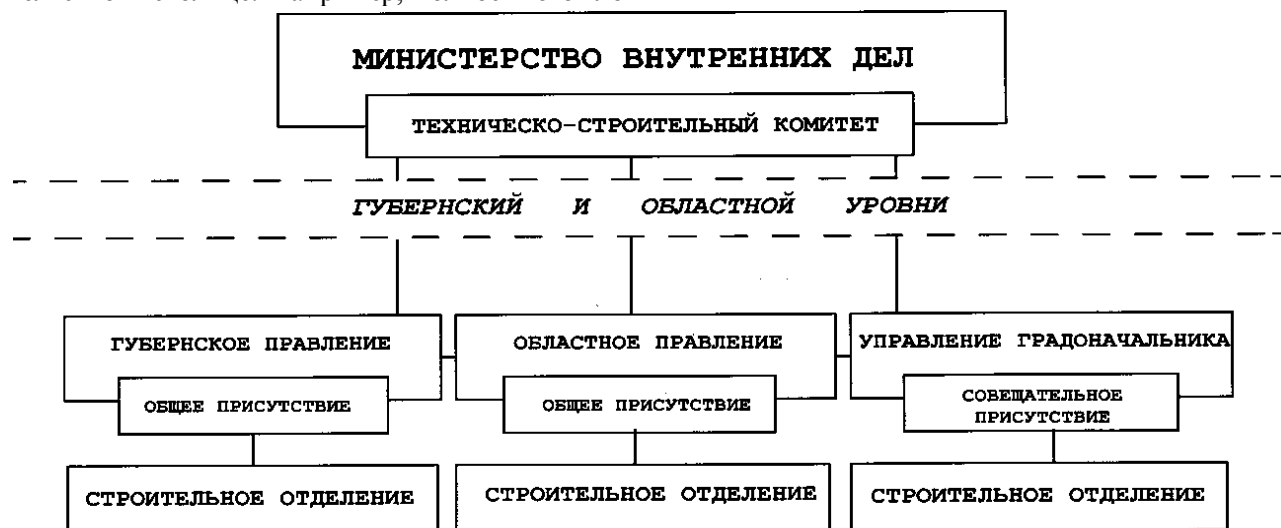 МИНИСТЕРСТВО ВНУТРЕННИХ ДЕЛ
ТЕХНИЧЕСКО-СТРОИТЕЛЬНЫЙ КОМИТЕТ
ГУБЕРНСКИЙ И ОБЛАСТНОЙ УРОВНИ
ГУБЕРНСКОЕ ПРАВЛЕНИЕ
ОБЛАСТНОЕ ПРАВЛЕНИЕ
УПРАВЛЕНИЕ ГРАДОНАЧАЛЬНИКА
ОБЩЕЕ ПРИСУТСТВИЕ
ОБЩЕЕ ПРИСУТСТВИЕ
СОВЕЩАТЕЛЬНОЕ
ПРИСУТСТВИЕ
СТРОИТЕЛЬНОЕ ОТДЕЛЕНИЕ
СТРОИТЕЛЬНОЕ ОТДЕЛЕНИЕ
СТРОИТЕЛЬНОЕ ОТДЕЛЕНИЕ